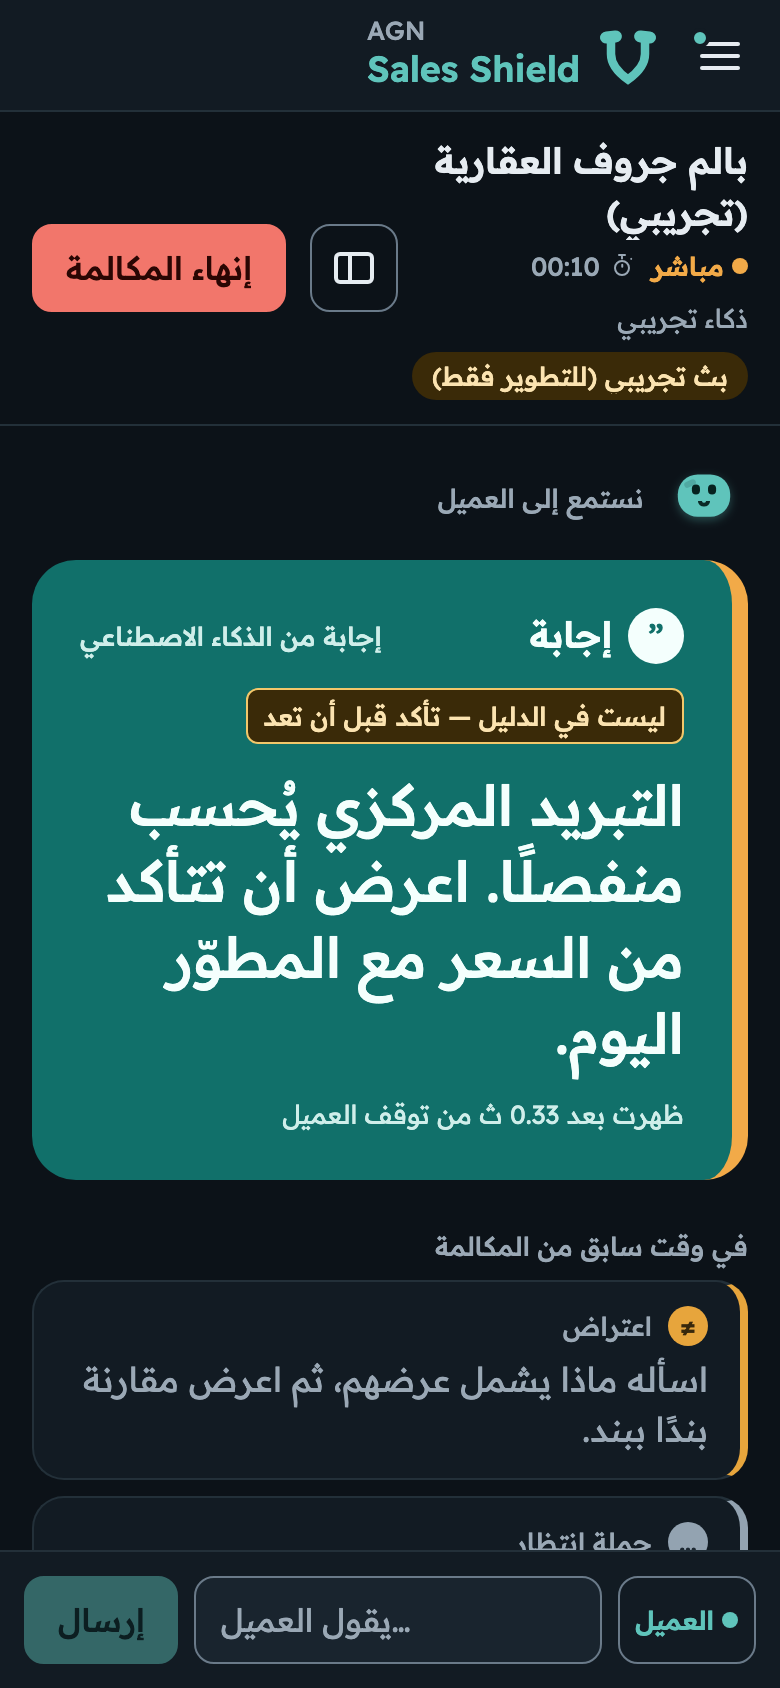 AGN
Sales Shield
بالم جروف العقارية
(تجريبي)
مباشر
00:10
ذكاء تجريبي
بث تجريبي (للتطوير فقط)
إنهاء المكالمة
نستمع إلى العميل
إجابة
إجابة من الذكاء الاصطناعي
ليست في الدليل — تأكد قبل أن تعد
التبريد المركزي يُحسب
منفصلًا. اعرض أن تتأكد
من السعر مع المطوّر
اليوم.
ظهرت بعد 0.33 ث من توقف العميل
في وقت سابق من المكالمة
≠ اعتراض
اسأله ماذا يشمل عرضهم، ثم اعرض مقارنة
بندًا ببند.
جملة انتظار
العميل
يقول العميل...
إرسال